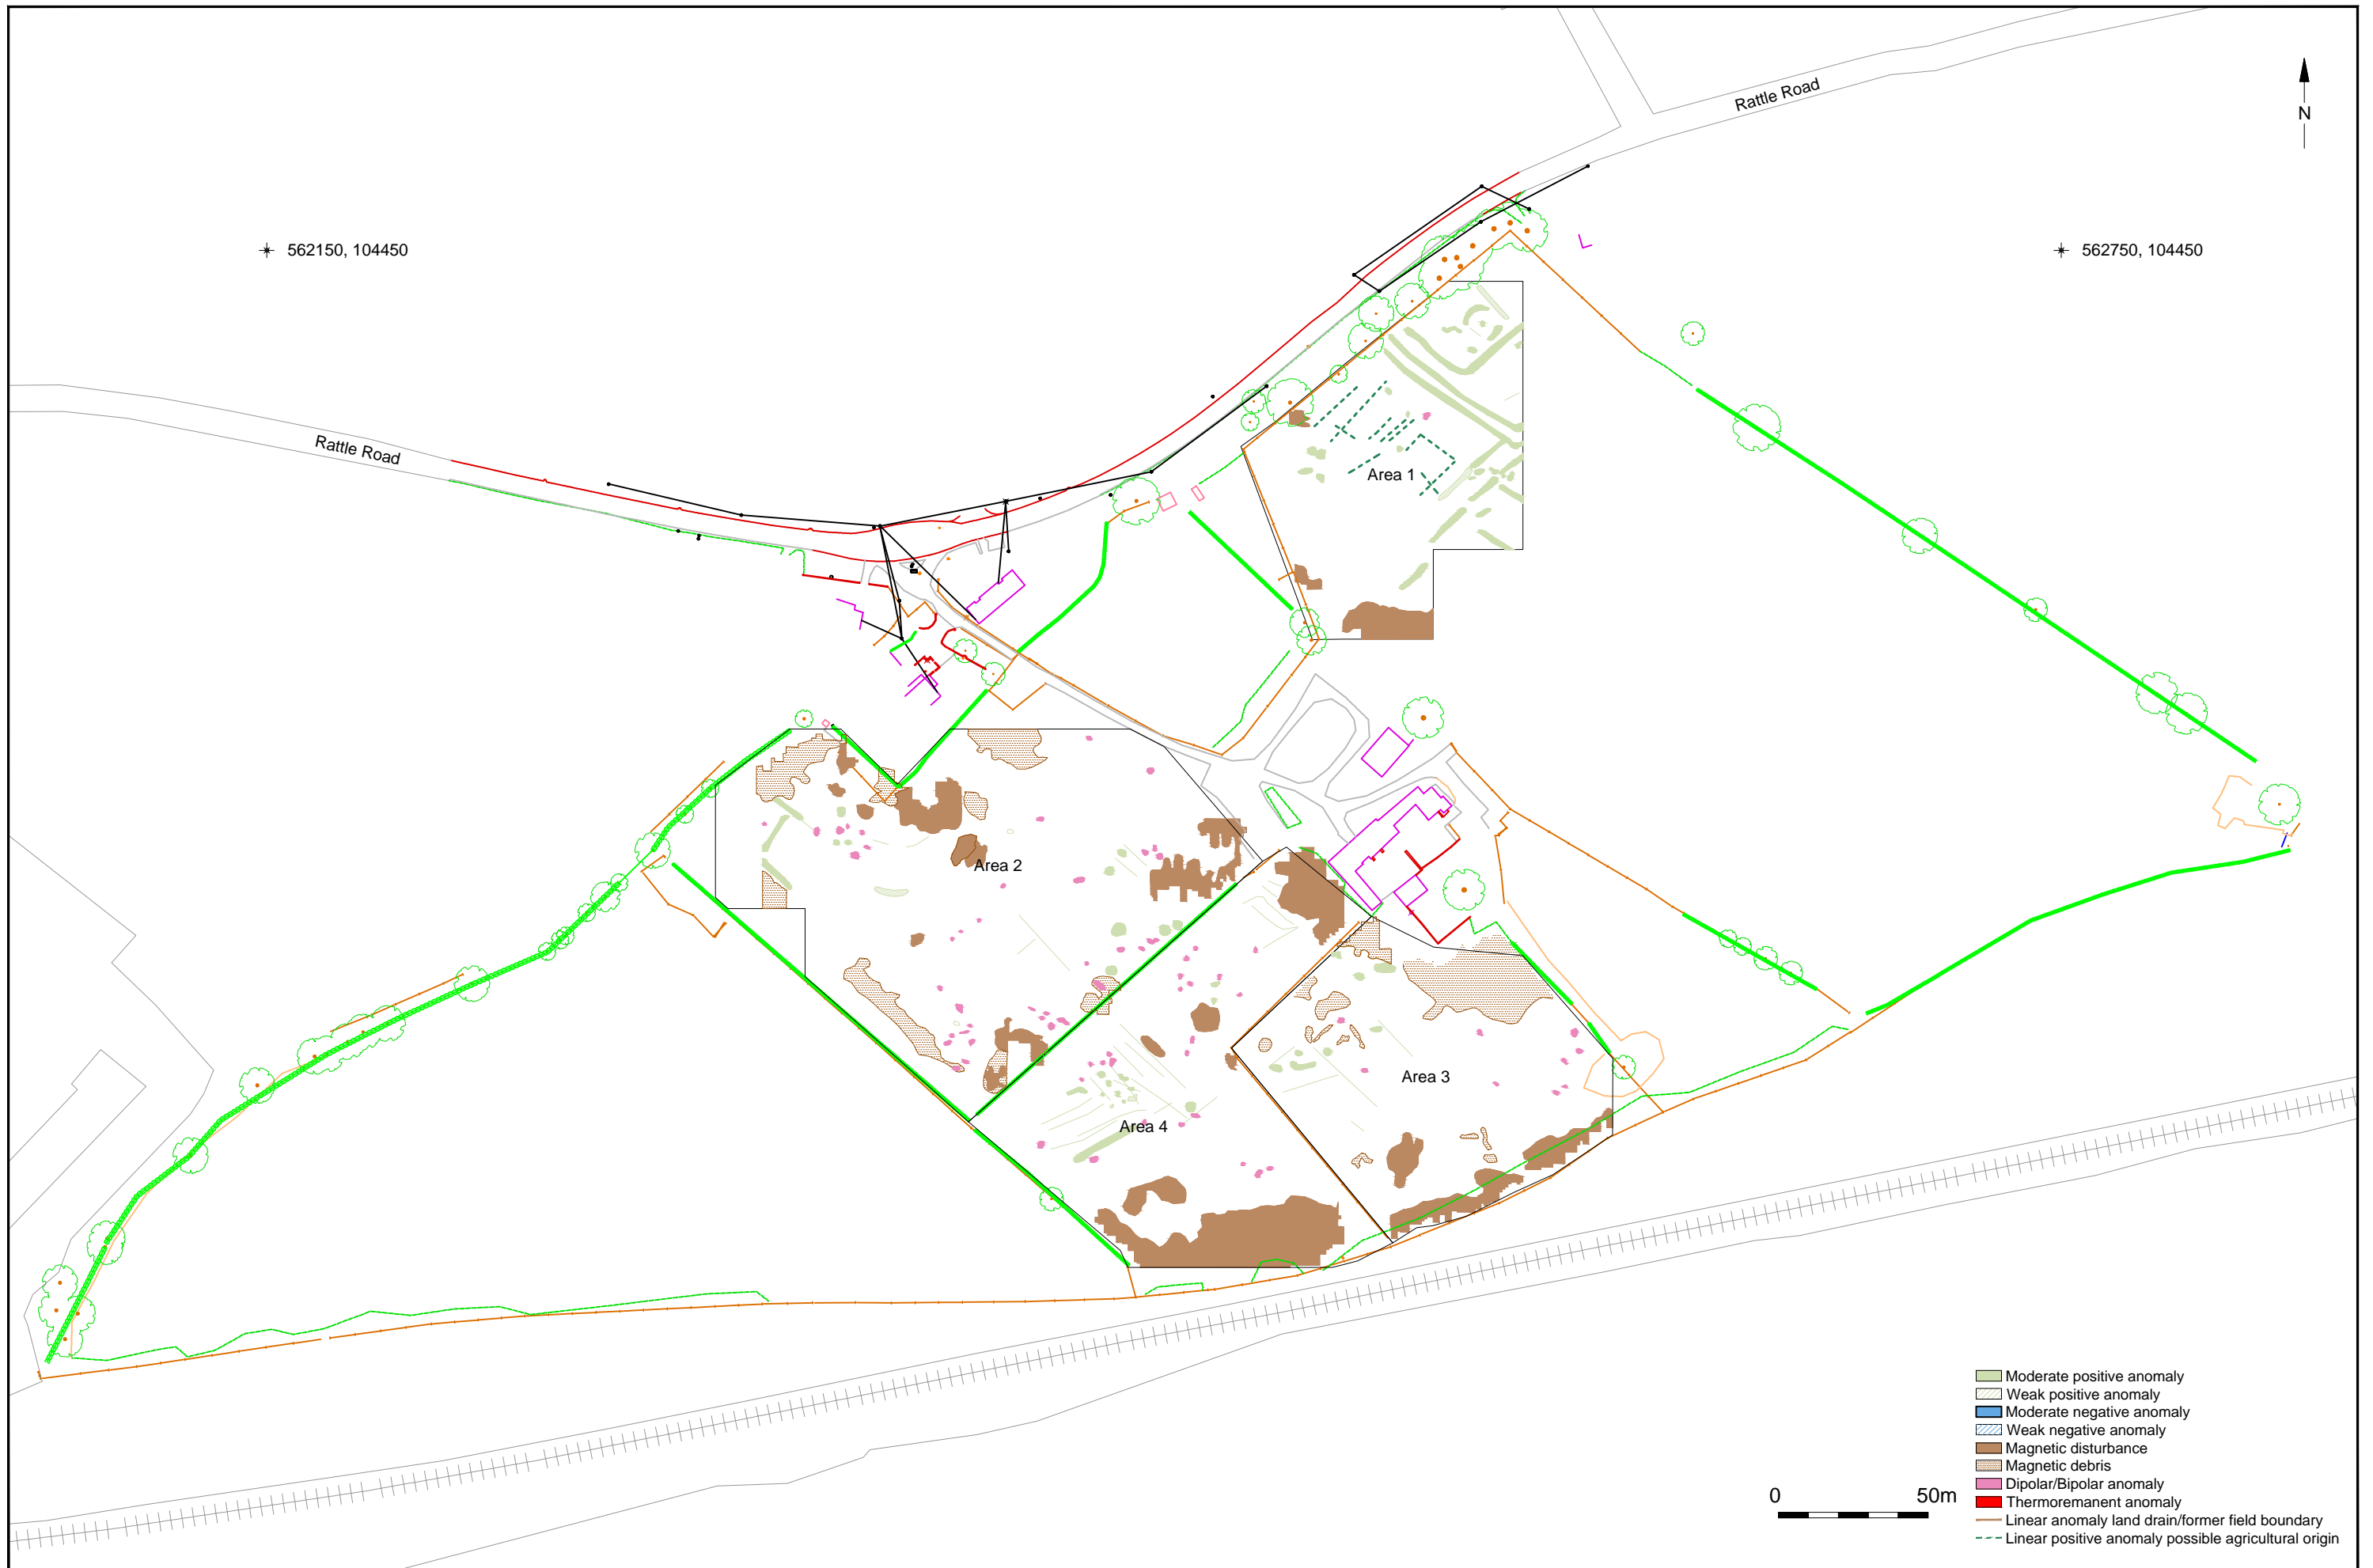 Rattle Road
N
562150, 104450
562750, 104450
Rattle Road
Area 1
Area 2
Area 3
Area 4
Moderate positive anomaly
Weak positive anomaly
Moderate negative anomaly
Weak negative anomaly
Magnetic disturbance
Magnetic debris
Dipolar/Bipolar anomaly
Thermoremanent anomaly
Linear anomaly land drain/former field boundary
Linear positive anomaly possible agricultural origin
0 50m